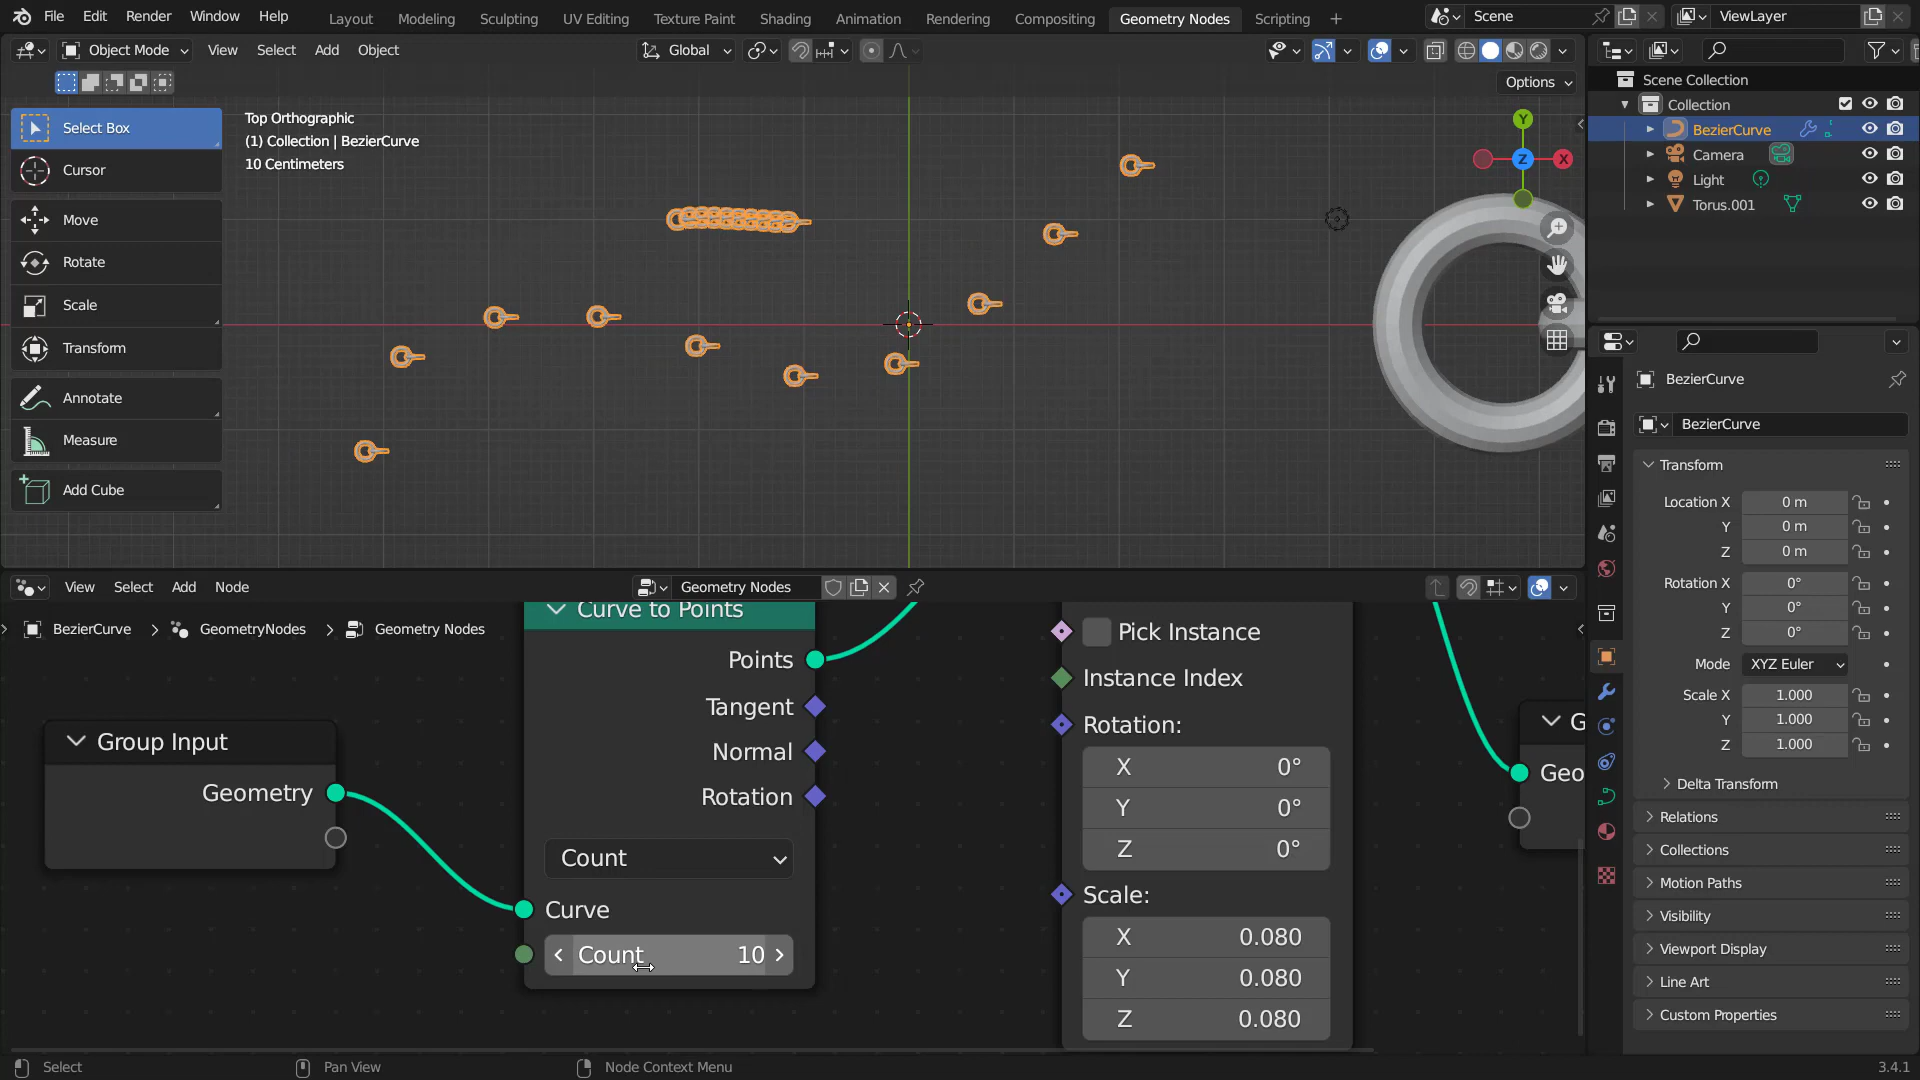 File Edit Render Window Help Layout Modeling Sculpting UV Editing Texture Paint Shading Animation Rendering Compositing Geometry Nodes Scripting Scene ViewLayer
Object Mode View Select Add Object Global
Options
Select Box
Cursor
Move
Rotate
Scale
Transform
Annotate
Measure
Add Cube
Top Orthographic
(1) Collection | BezierCurve
10 Centimeters
Y
Z
X
Scene Collection
Collection
BezierCurve
Camera
Light
Torus.001
BezierCurve
BezierCurve
Transform
Location X 0 m
Y 0 m
Z 0 m
Rotation X 0°
Y 0°
Z 0°
Mode XYZ Euler
Scale X 1.000
Y 1.000
Z 1.000
Delta Transform
Relations
Collections
Motion Paths
Visibility
Viewport Display
Line Art
Custom Properties
View Select Add Node Geometry Nodes
BezierCurve GeometryNodes Geometry Nodes
Group Input
Geometry
Curve to Points
Points
Tangent
Normal
Rotation
Count
Curve
Count 10
Pick Instance
Instance Index
Rotation:
X 0°
Y 0°
Z 0°
Scale:
X 0.080
Y 0.080
Z 0.080
G
Geo
Select Pan View Node Context Menu 3.4.1